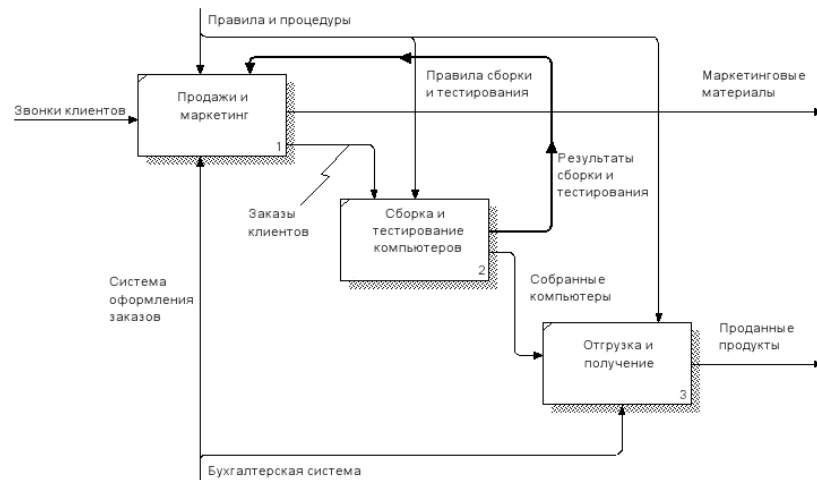 Правила и процедуры
Продажи и
маркетинг
1
Правила сборки
и тестирования
Маркетинговые
материалы
Звонки клиентов
Результаты
сборки и
тестирования
Заказы
клиентов
Сборка и
тестирование
компьютеров
2
Система
оформления
заказов
Собранные
компьютеры
Отгрузка и
получение
3
Проданные
продукты
Бухгалтерская система